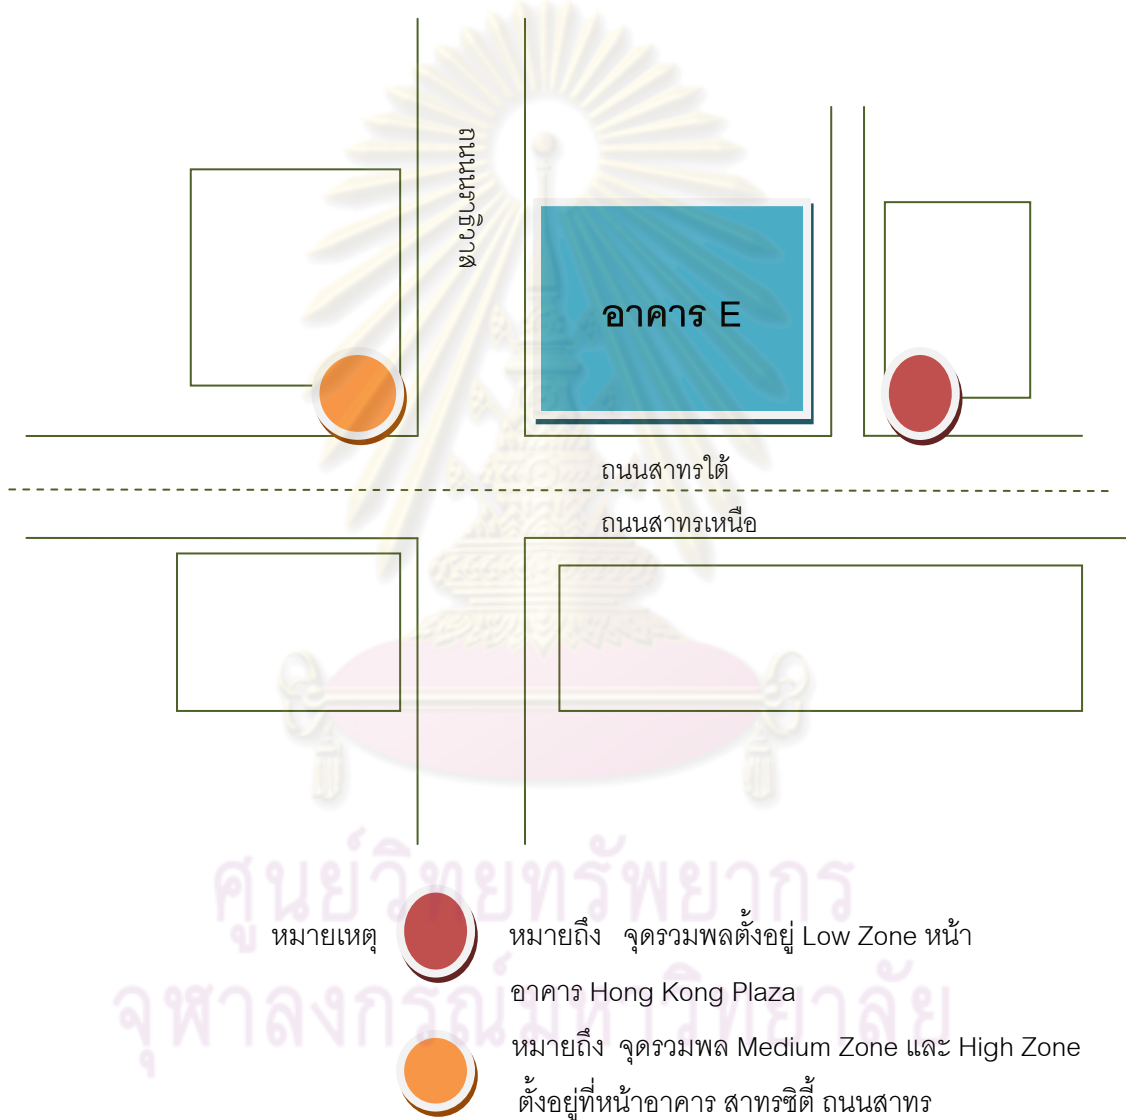 ถนนนราธิวาส
อาคาร E
ถนนสาทรใต้
ถนนสาทรเหนือ
ศูนย์วิทยทรัพยากร
หมายเหตุ หมายถึง จุดรวมพลตั้งอยู่ Low Zone หน้า
อาคาร Hong Kong Plaza
จุฬาลงกรณ์มหาวิทยาลัย
หมายถึง จุดรวมพล Medium Zone และ High Zone
ตั้งอยู่ที่หน้าอาคาร สาทรซิตี้ ถนนสาทร